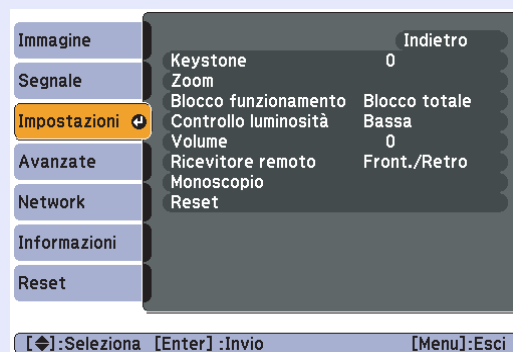 Immagine
Segnale
Impostazioni
Avanzate
Network
Informazioni
Reset
Indietro
Keystone 0
Zoom
Blocco funzionamento Blocco totale
Controllo luminosità Bassa
Volume 0
Ricevitore remoto Front./Retro
Monoscopio
Reset
[◆]:Seleziona [Enter]:Invio [Menu]:Esci